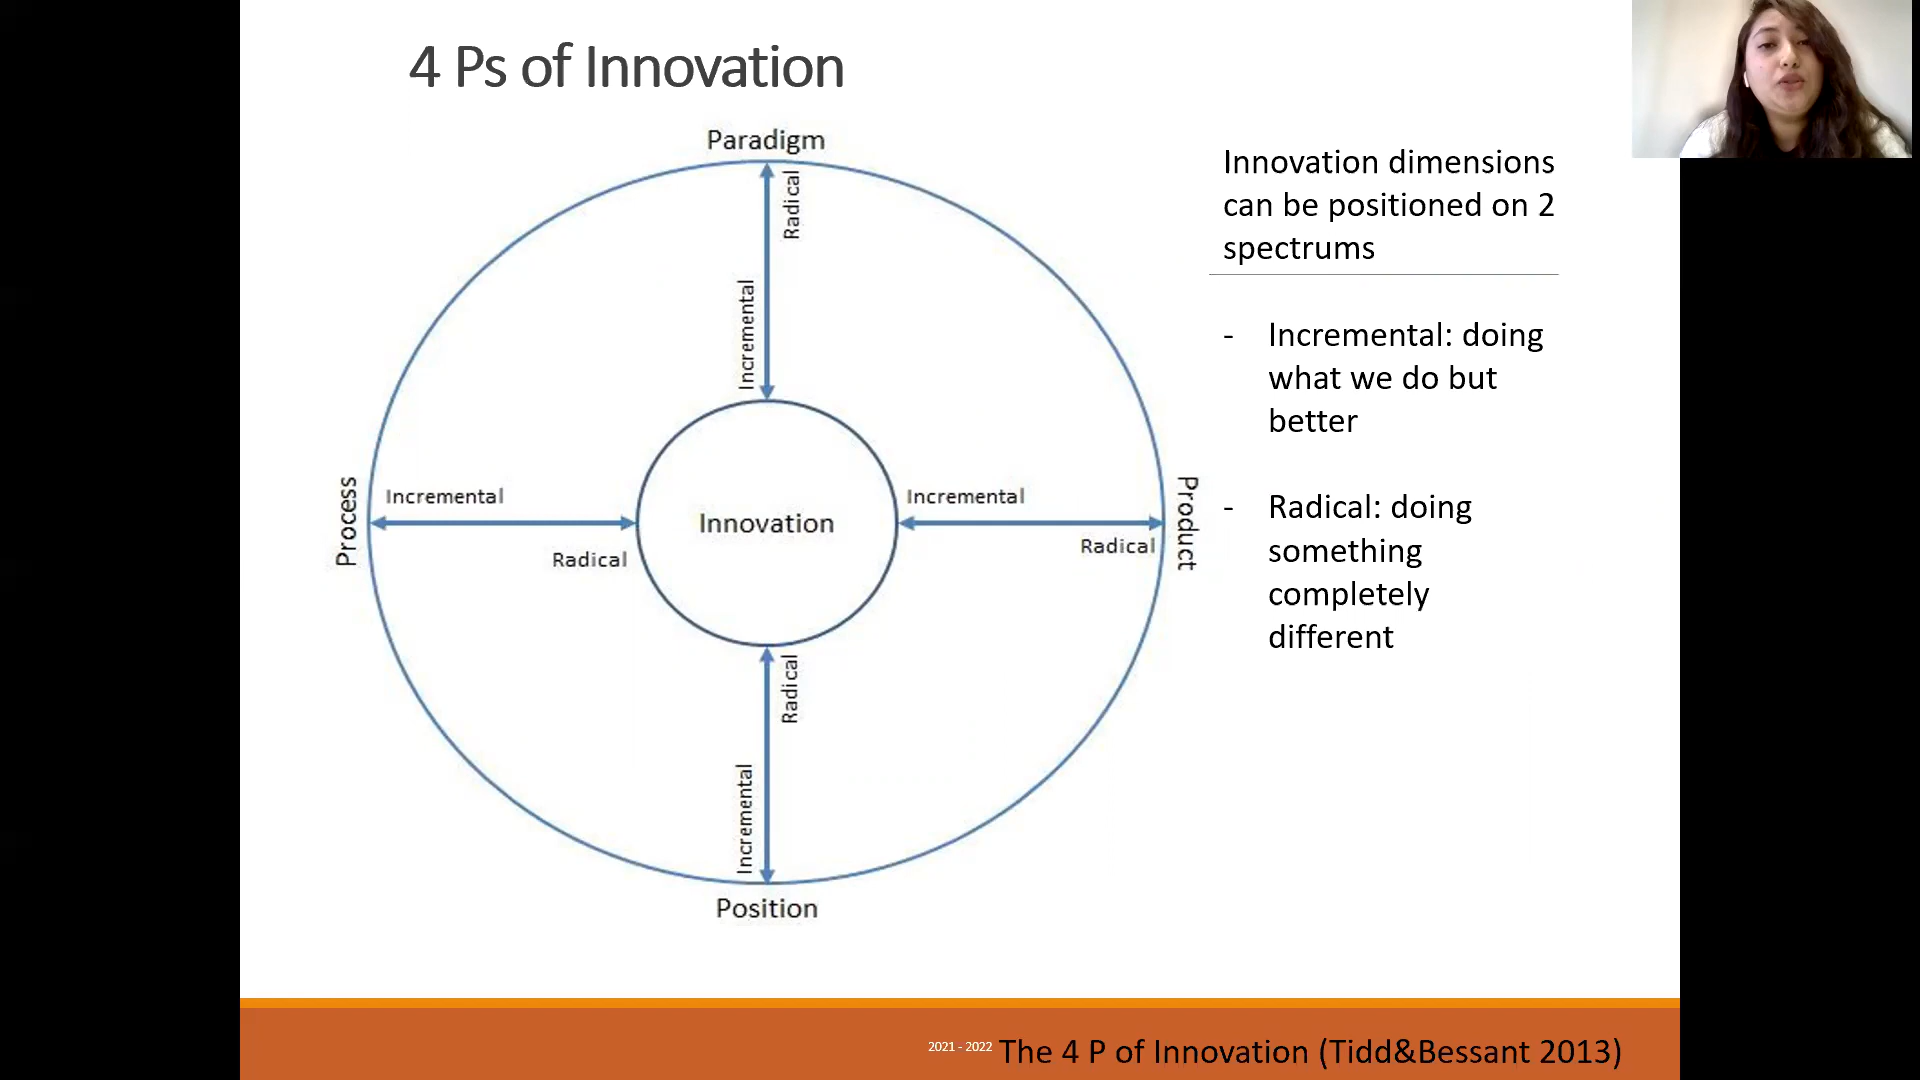 4 Ps of Innovation
Paradigm
Radical
Incremental
Process
Incremental
Radical
Innovation
Incremental
Radical
Product
Radical
Incremental
Position
Innovation dimensions
can be positioned on 2
spectrums
- Incremental: doing
what we do but
better
- Radical: doing
something
completely
different
2021 - 2022
The 4 P of Innovation (Tidd&Bessant 2013)